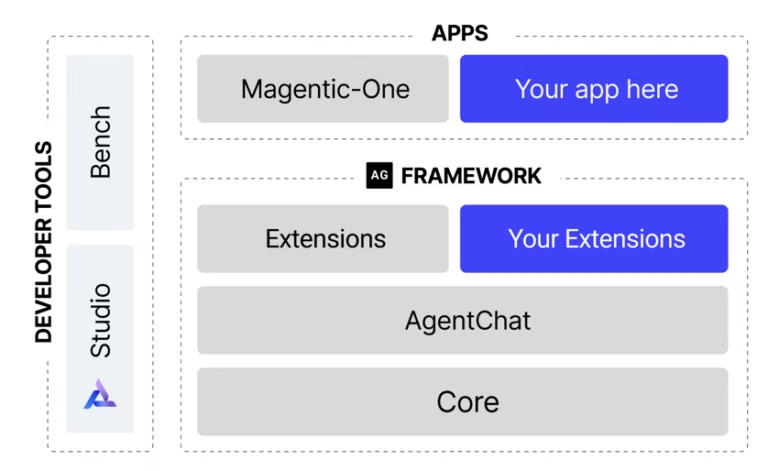 DEVELOPER TOOLS
Bench
Studio
APPS
Magentic-One
Your app here
AG FRAMEWORK
Extensions
Your Extensions
AgentChat
Core